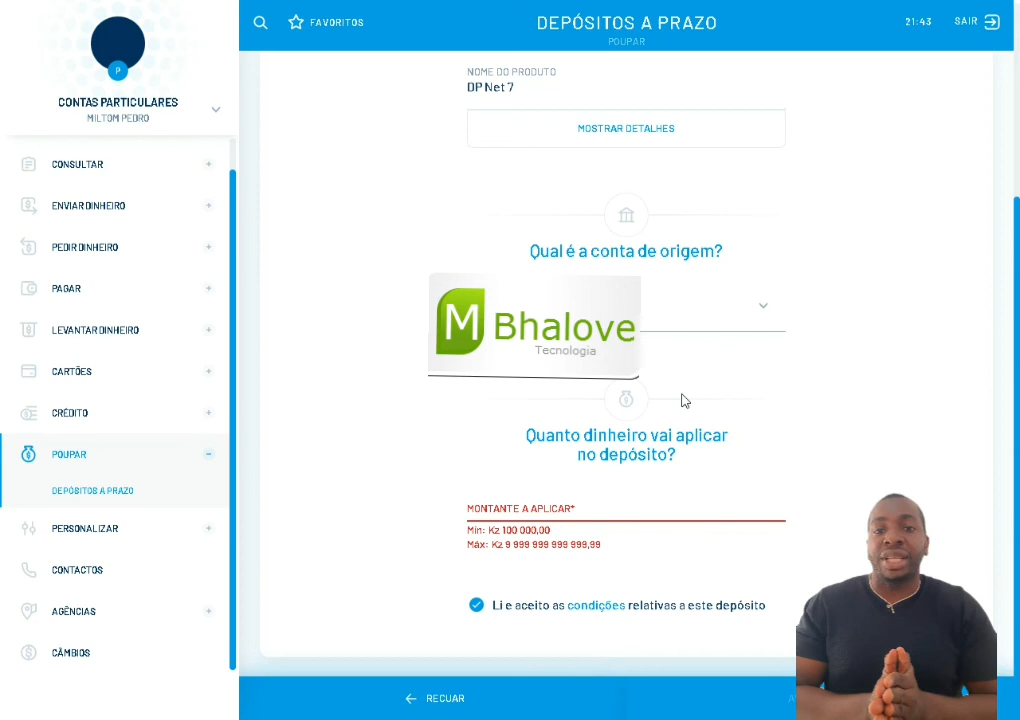 FAVORITOS
DEPÓSITOS A PRAZO
POUPAR
21:43
SAIR
P
CONTAS PARTICULARES
MILTOM PEDRO
CONSULTAR
ENVIAR DINHEIRO
PEDIR DINHEIRO
PAGAR
LEVANTAR DINHEIRO
CARTÕES
CRÉDITO
POUPAR
DEPÓSITOS A PRAZO
PERSONALIZAR
CONTACTOS
AGÊNCIAS
CÂMBIOS
NOME DO PRODUTO
DP Net 7
MOSTRAR DETALHES
Qual é a conta de origem?
M Bhalove
Tecnologia
Quanto dinheiro vai aplicar
no depósito?
MONTANTE A APLICAR*
Mín: Kz 100 000,00
Máx: Kz 9 999 999 999 999,99
Li e aceito as condições relativas a este depósito
RECUAR